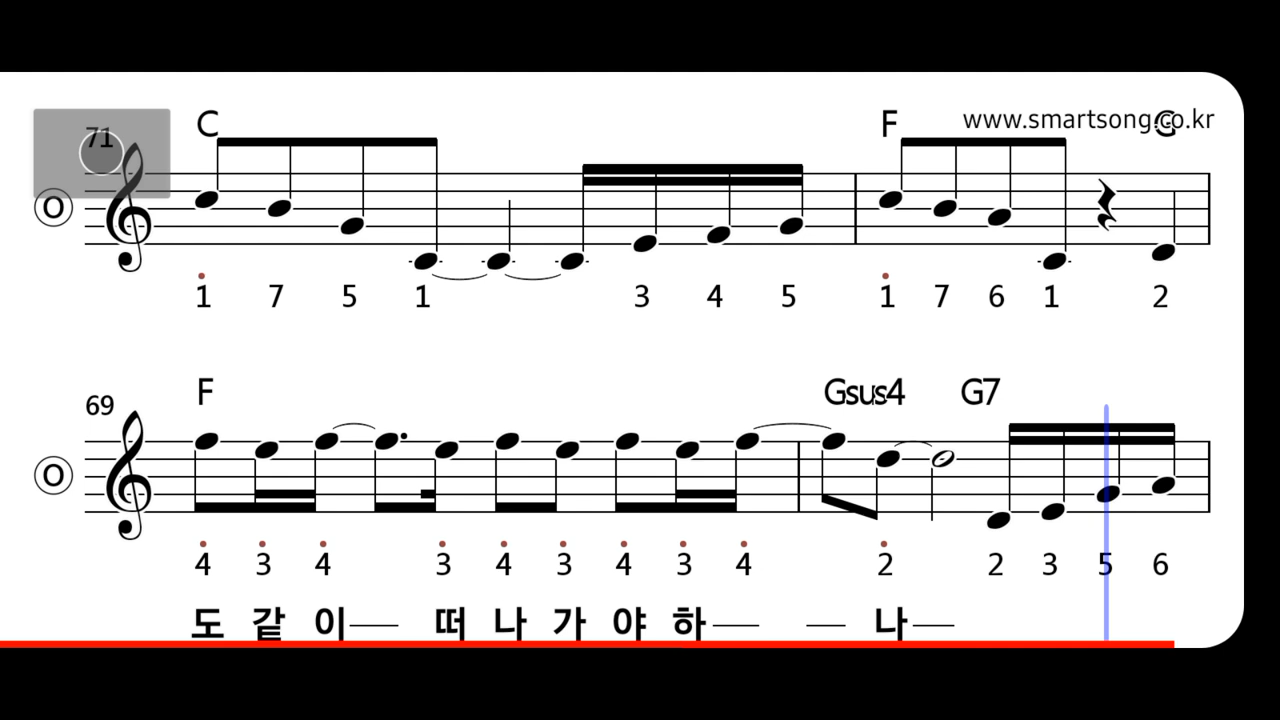 71
www.smartsong.co.kr
C F C
O
1 7 5 1 3 4 5 1 7 6 1 2
F Gsus4 G7
69
O
4 3 4 3 4 3 4 3 4 2 2 3 5 6
도 같 이 떠 나 가 야 하 나